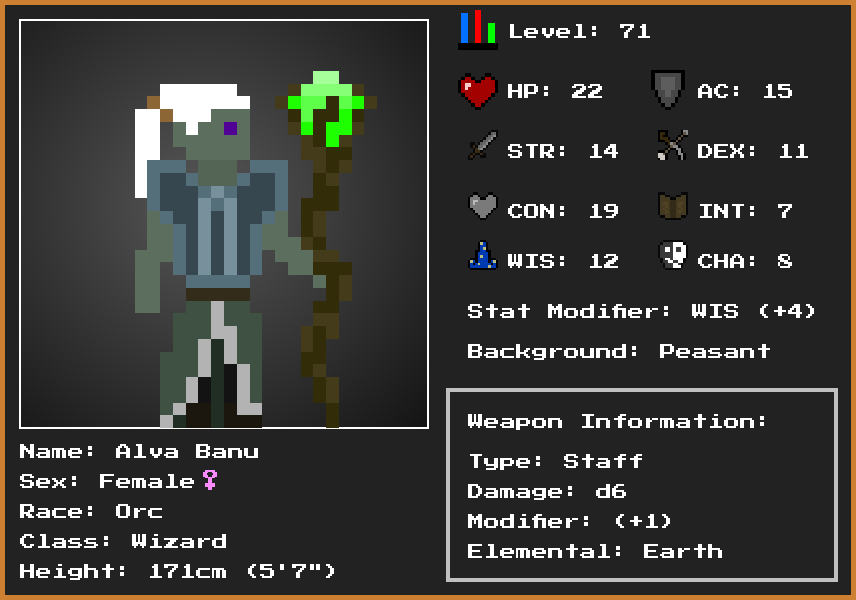 Level: 71
HP: 22
AC: 15
STR: 14
DEX: 11
CON: 19
INT: 7
WIS: 12
CHA: 8
Stat Modifier: WIS (+4)
Background: Peasant
Weapon Information:
Type: Staff
Damage: d6
Modifier: (+1)
Elemental: Earth
Name: Alva Banu
Sex: Female♀
Race: Orc
Class: Wizard
Height: 171cm (5'7")